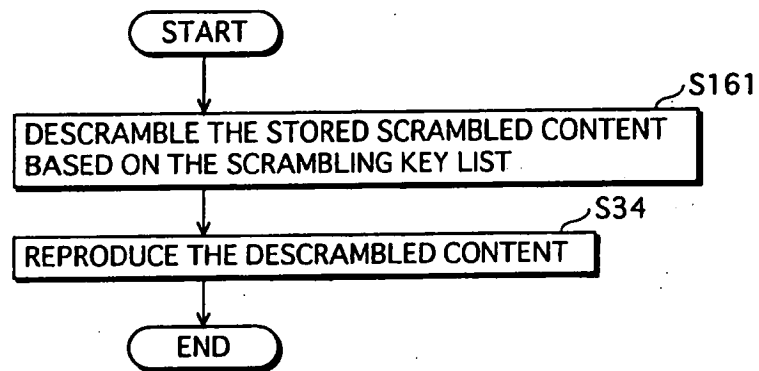 START
S161
DESCRAMBLE THE STORED SCRAMBLED CONTENT
BASED ON THE SCRAMBLING KEY LIST
S34
REPRODUCE THE DESCRAMBLED CONTENT
END